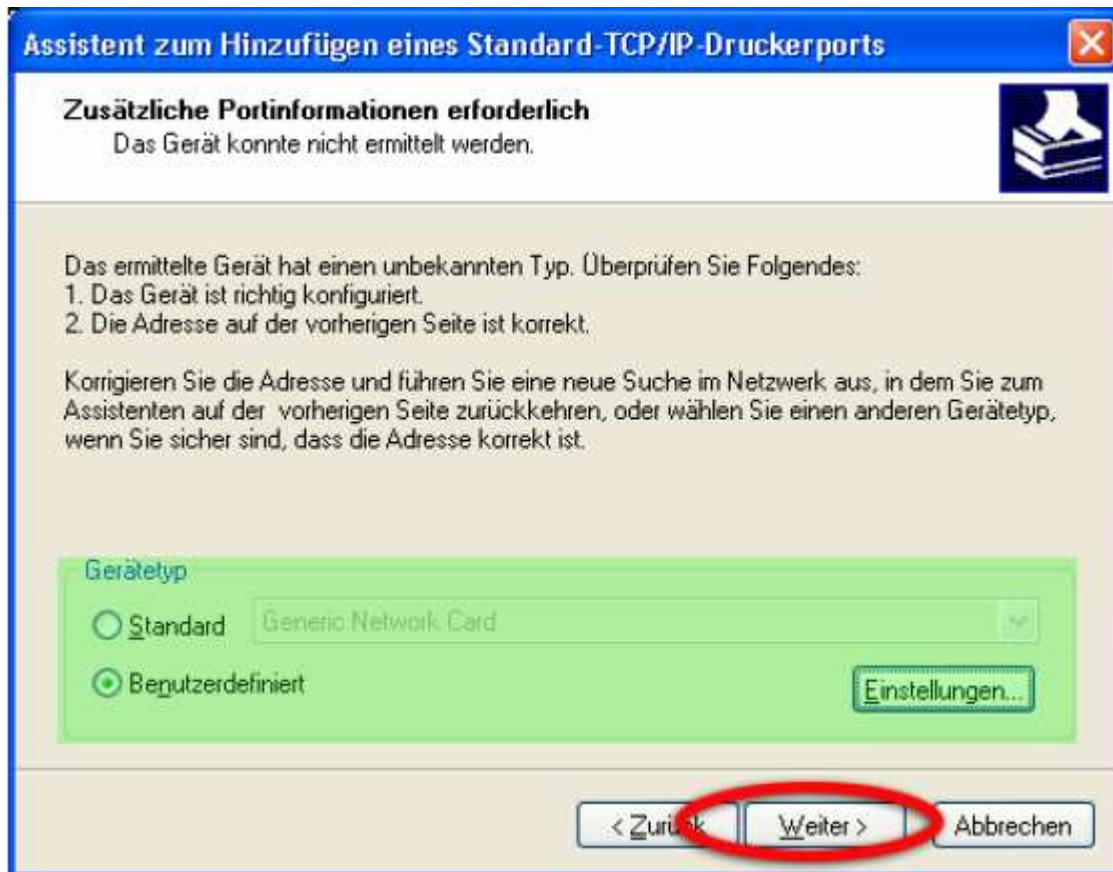 Assistent zum Hinzufügen eines Standard-TCP/IP-Druckerports
Zusätzliche Portinformationen erforderlich
Das Gerät konnte nicht ermittelt werden.
Das ermittelte Gerät hat einen unbekannten Typ. Überprüfen Sie Folgendes:
1. Das Gerät ist richtig konfiguriert.
2. Die Adresse auf der vorherigen Seite ist korrekt.
Korrigieren Sie die Adresse und führen Sie eine neue Suche im Netzwerk aus, in dem Sie zum
Assistenten auf der vorherigen Seite zurückkehren, oder wählen Sie einen anderen Gerätetyp,
wenn Sie sicher sind, dass die Adresse korrekt ist.
Gerätetyp
Standard Generic Network Card
Benutzerdefiniert Einstellungen...
< Zurück Weiter > Abbrechen